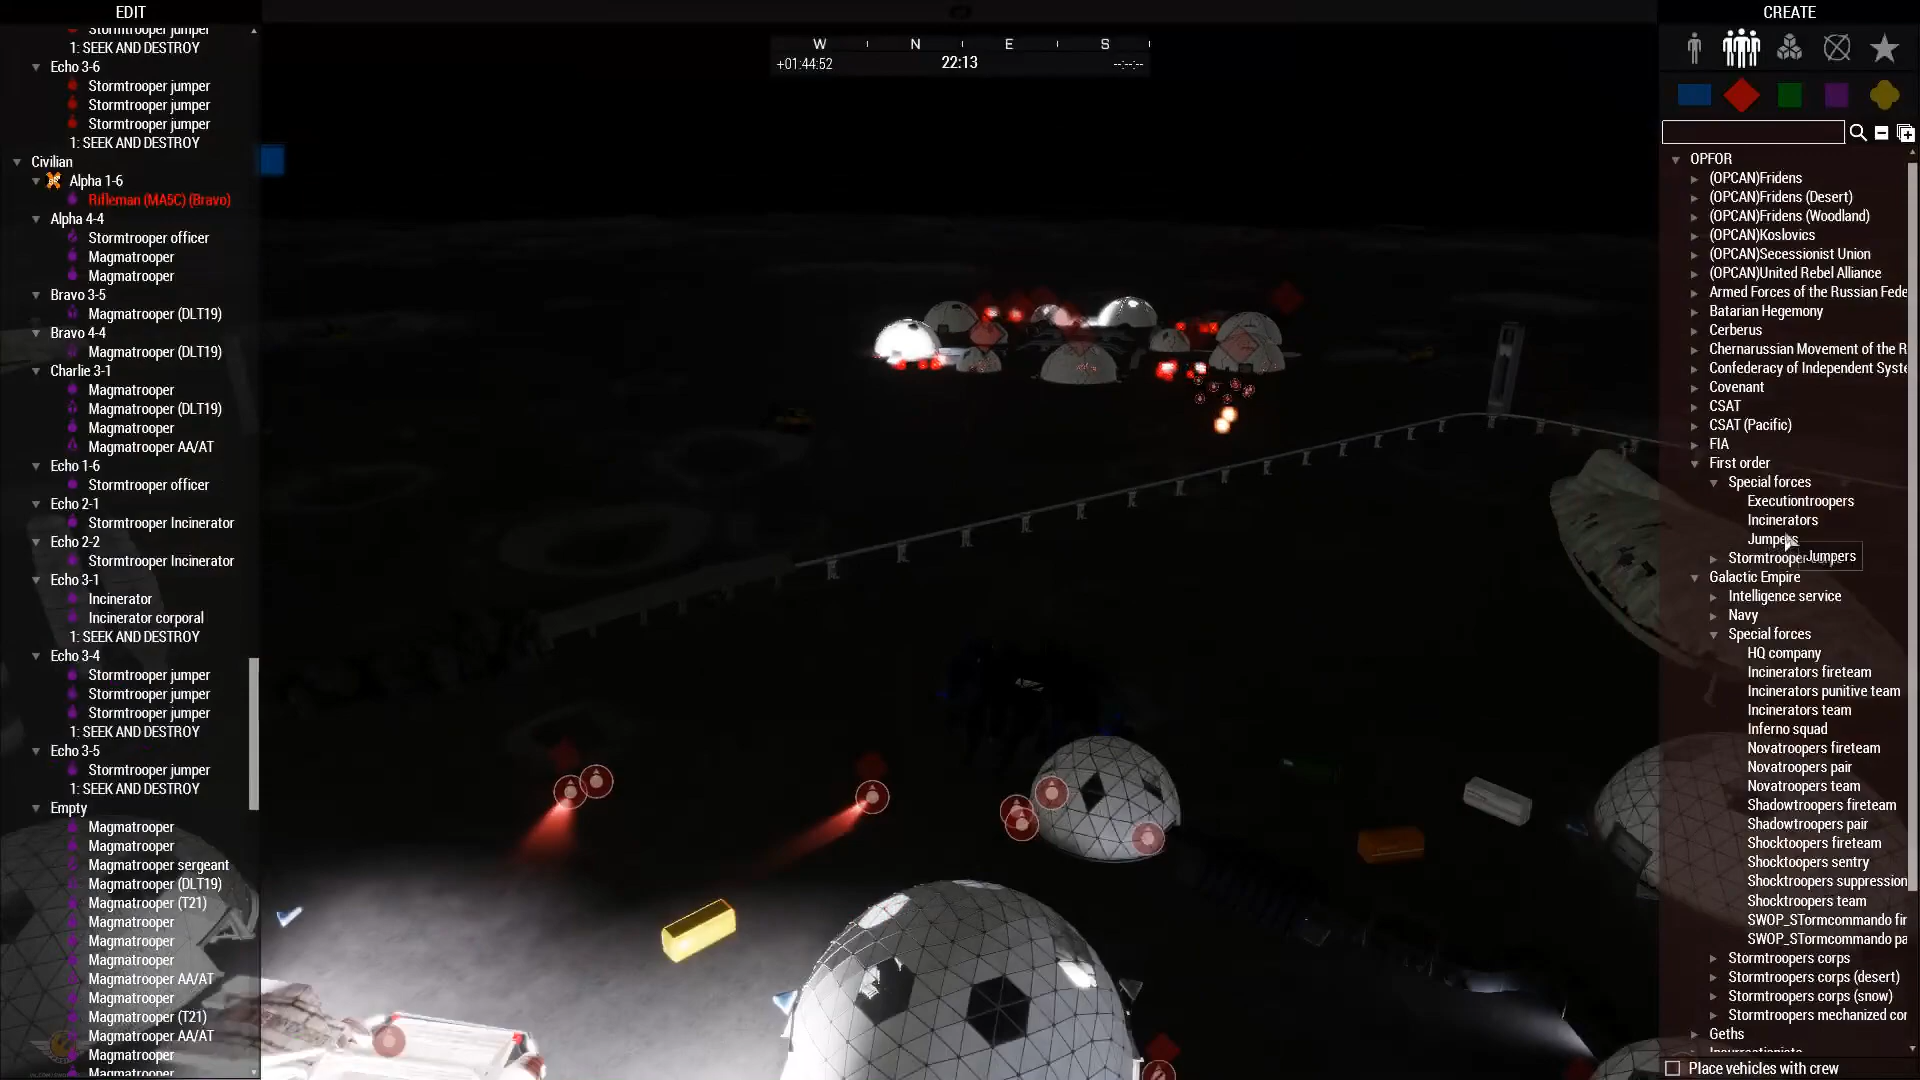 EDIT
Stormtrooper jumper
1: SEEK AND DESTROY
Echo 3-6
Stormtrooper jumper
Stormtrooper jumper
Stormtrooper jumper
1: SEEK AND DESTROY
Civilian
Alpha 1-6
Rifleman (MA5C) (Bravo)
Alpha 4-4
Stormtrooper officer
Magmatrooper
Magmatrooper
Bravo 3-5
Magmatrooper (DLT19)
Bravo 4-4
Magmatrooper (DLT19)
Charlie 3-1
Magmatrooper
Magmatrooper (DLT19)
Magmatrooper
Magmatrooper AA/AT
Echo 1-6
Stormtrooper officer
Echo 2-1
Stormtrooper Incinerator
Echo 2-2
Stormtrooper Incinerator
Echo 3-1
Incinerator
Incinerator corporal
1: SEEK AND DESTROY
Echo 3-4
Stormtrooper jumper
Stormtrooper jumper
Stormtrooper jumper
1: SEEK AND DESTROY
Echo 3-5
Stormtrooper jumper
1: SEEK AND DESTROY
Empty
Magmatrooper
Magmatrooper
Magmatrooper sergeant
Magmatrooper (DLT19)
Magmatrooper (T21)
Magmatrooper
Magmatrooper
Magmatrooper
Magmatrooper AA/AT
Magmatrooper
Magmatrooper (T21)
Magmatrooper AA/AT
Magmatrooper
Magmatrooper
W N E S
+01:44:52 22:13 --:--:--
CREATE
OPFOR
(OPCAN)Fridens
(OPCAN)Fridens (Desert)
(OPCAN)Fridens (Woodland)
(OPCAN)Koslovics
(OPCAN)Secessionist Union
(OPCAN)United Rebel Alliance
Armed Forces of the Russian Fede
Batarian Hegemony
Cerberus
Chernarussian Movement of the R
Confederacy of Independent Syste
Covenant
CSAT
CSAT (Pacific)
FIA
First order
Special forces
Executiontroopers
Incinerators
Jumpers
Jumpers
Stormtrooper
Galactic Empire
Intelligence service
Navy
Special forces
HQ company
Incinerators fireteam
Incinerators punitive team
Incinerators team
Inferno squad
Novatroopers fireteam
Novatroopers pair
Novatroopers team
Shadowtroopers fireteam
Shadowtroopers pair
Shocktoopers fireteam
Shocktoopers sentry
Shocktoopers suppression
Shocktroopers team
SWOP_STormcommando fir
SWOP_STormcommando pa
Stormtroopers corps
Stormtroopers corps (desert)
Stormtroopers corps (snow)
Stormtroopers mechanized cor
Geths
Place vehicles with crew